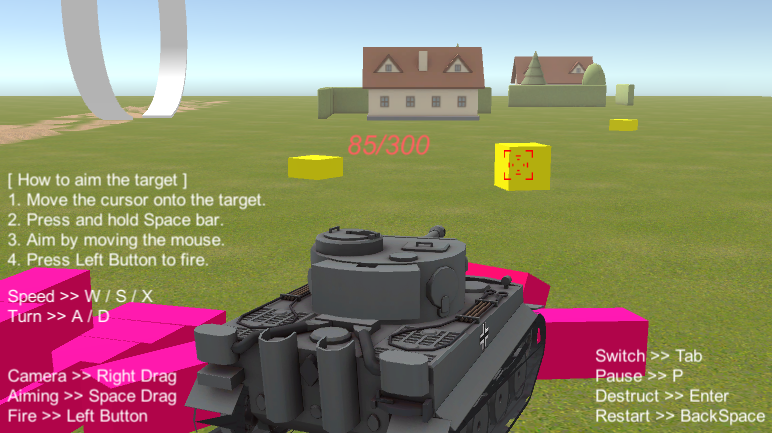 85/300
[ How to aim the target ]
1. Move the cursor onto the target.
2. Press and hold Space bar.
3. Aim by moving the mouse.
4. Press Left Button to fire.
Speed >> W / S / X
Turn >> A / D
Camera >> Right Drag
Aiming >> Space Drag
Fire >> Left Button
Switch >> Tab
Pause >> P
Destruct >> Enter
Restart >> BackSpace